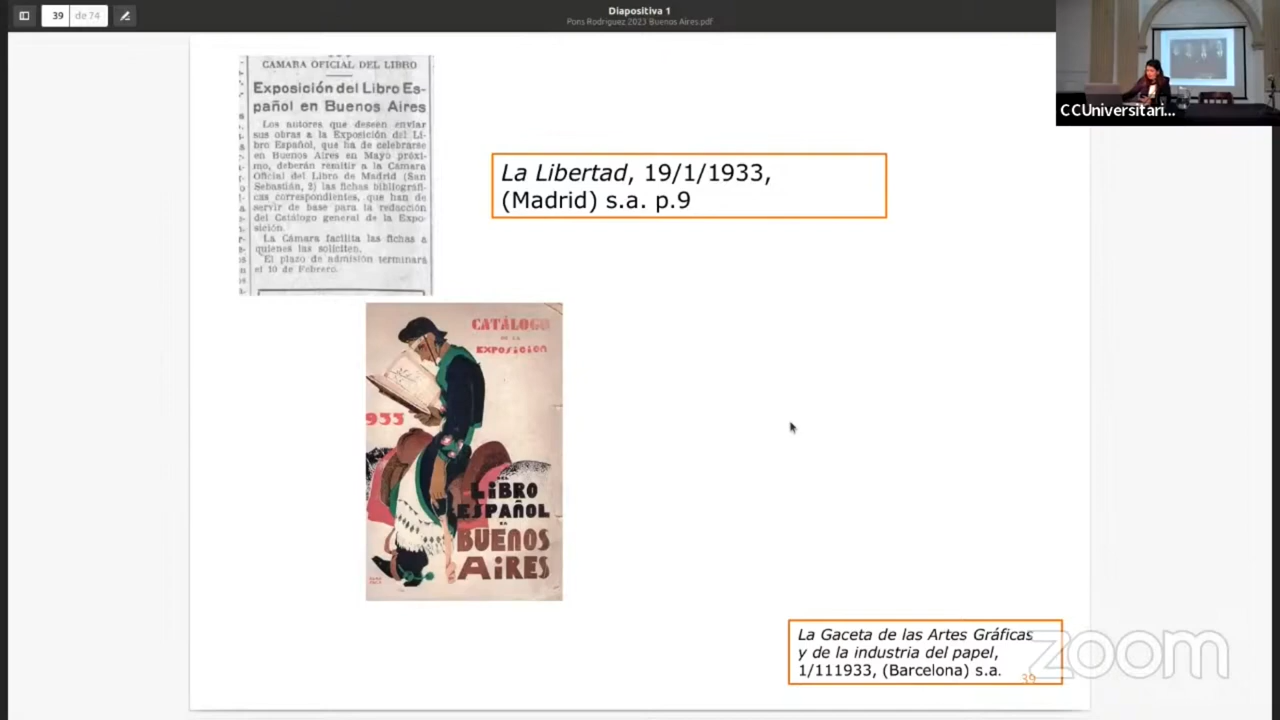 39 de 74
Diapositiva 1
Pons Rodriguez 2023 Buenos Aires.pdf
CCUniversitari...
CAMARA OFICIAL DEL LIBRO
Exposición del Libro Es-
pañol en Buenos Aires
Los autores que deseen enviar
sus obras a la Exposición del Li-
bro Español, que ha de celebrarse
en Buenos Aires en Mayo próxi-
mo, deberán remitir a la Cámara
Oficial del Libro de Madrid (San
Sebastián, 2) las fichas bibliográfi-
cas correspondientes, que han de
servir de base para la redacción
del Catálogo general de la Expo-
sición.
La Cámara facilita las fichas a
quienes las soliciten.
El plazo de admisión terminará
el 10 de Febrero.
La Libertad, 19/1/1933,
(Madrid) s.a. p.9
CATÁLOGO
DE LA
EXPOSICIÓN
933
DEL
LIBRO
ESPAÑOL
BUENOS
AIRES
La Gaceta de las Artes Gráficas
y de la industria del papel,
1/111933, (Barcelona) s.a.
39
zoom